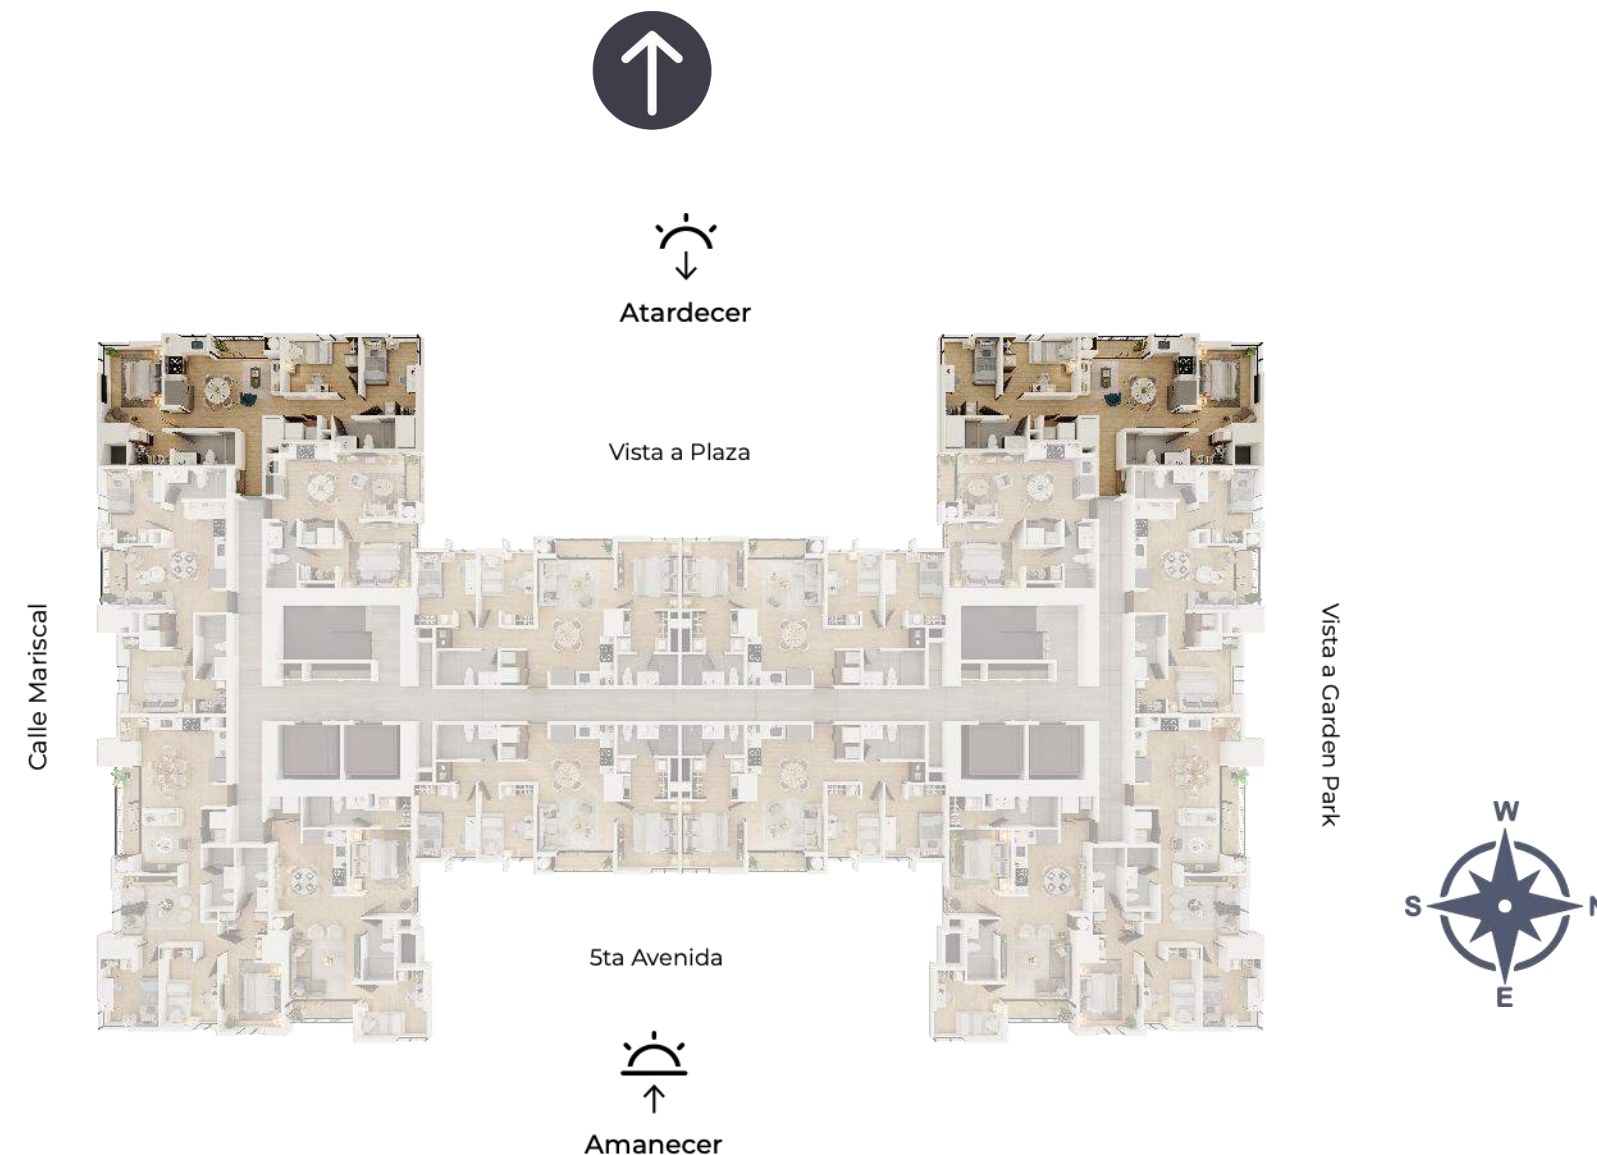 Atardecer
Vista a Plaza
Calle Mariscal
Vista a Garden Park
W
S
N
E
5ta Avenida
Amanecer